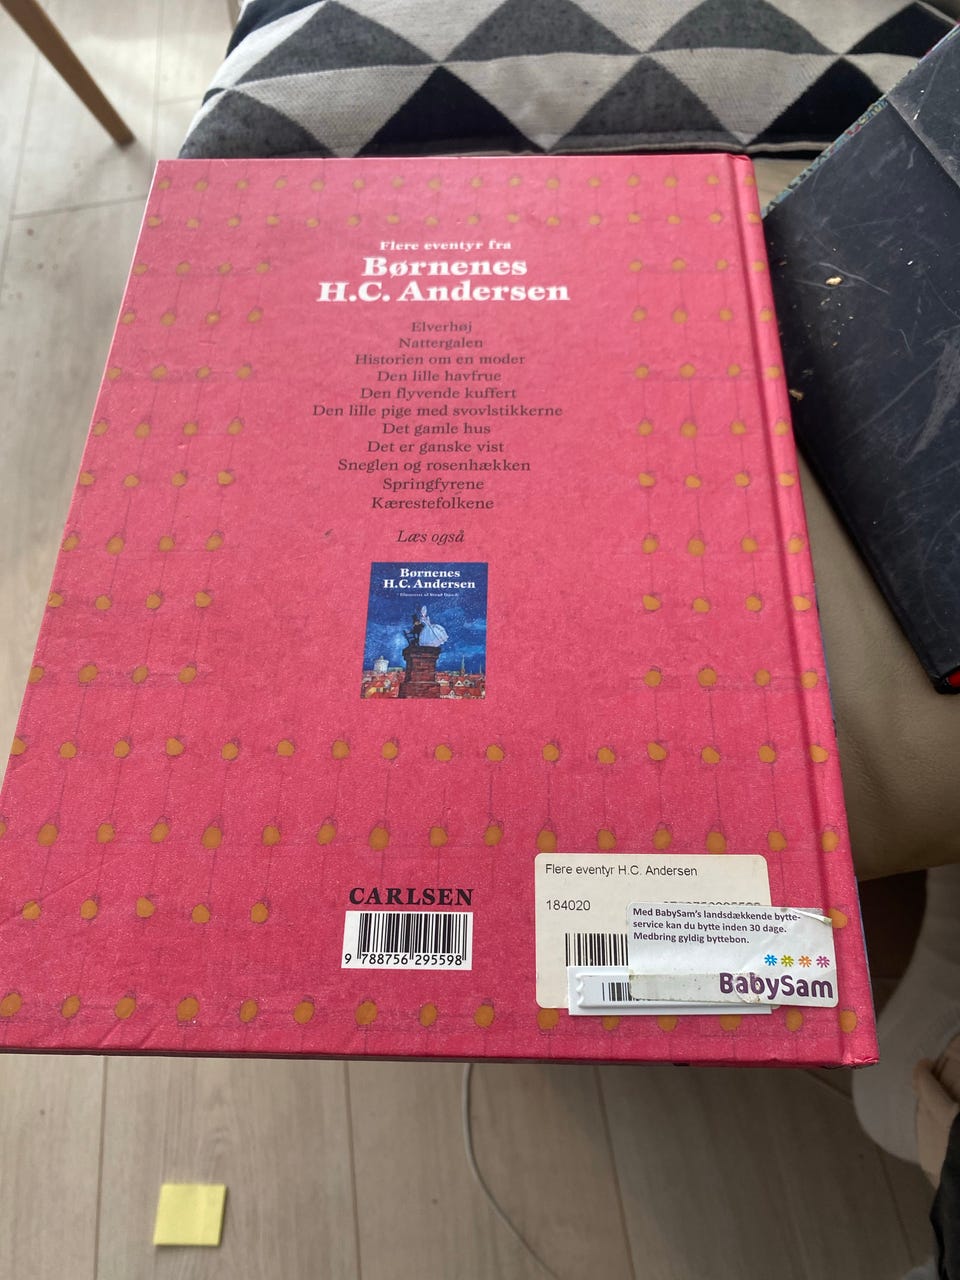 Flere eventyr fra
Børnenes
H.C. Andersen
Elverhøj
Nattergalen
Historien om en moder
Den lille havfrue
Den flyvende kuffert
Den lille pige med svovlstikkerne
Det gamle hus
Det er ganske vist
Sneglen og rosenhækken
Springfyrene
Kærestefolkene
Læs også
Børnenes
H.C. Andersen
Illustreret af
CARLSEN
9 788756 295598
Flere eventyr H.C. Andersen
184020
Med BabySam's landsdækkende bytte-
service kan du bytte inden 30 dage.
Medbring gyldig byttebon.
BabySam